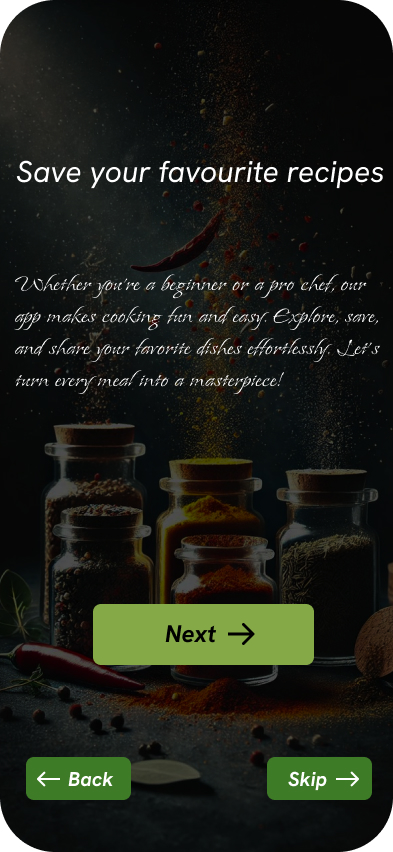 Save your favourite recipes
Whether you're a beginner or a pro chef, our
app makes cooking fun and easy. Explore, save,
and share your favorite dishes effortlessly. Let's
turn every meal into a masterpiece!
Next
Back
Skip